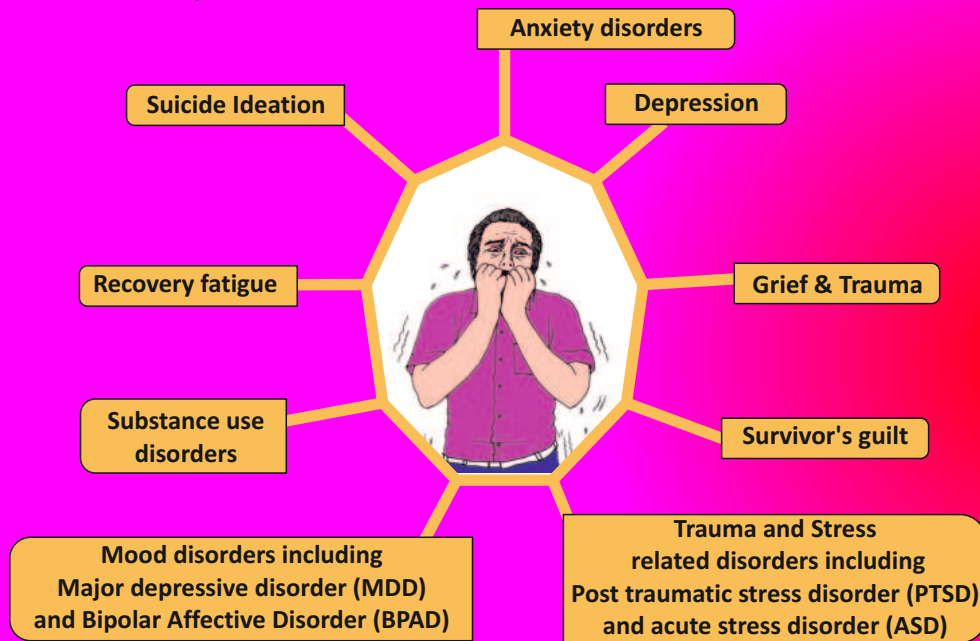 Anxiety disorders
Suicide Ideation
Depression
Recovery fatigue
Grief & Trauma
Substance use
disorders
Survivor's guilt
Mood disorders including
Major depressive disorder (MDD)
and Bipolar Affective Disorder (BPAD)
Trauma and Stress
related disorders including
Post traumatic stress disorder (PTSD)
and acute stress disorder (ASD)